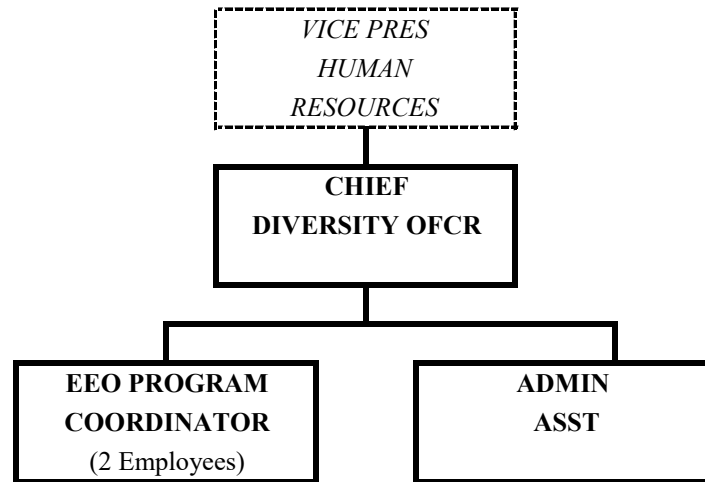 VICE PRES
HUMAN
RESOURCES
CHIEF
DIVERSITY OFCR
EEO PROGRAM
COORDINATOR
(2 Employees)
ADMIN
ASST